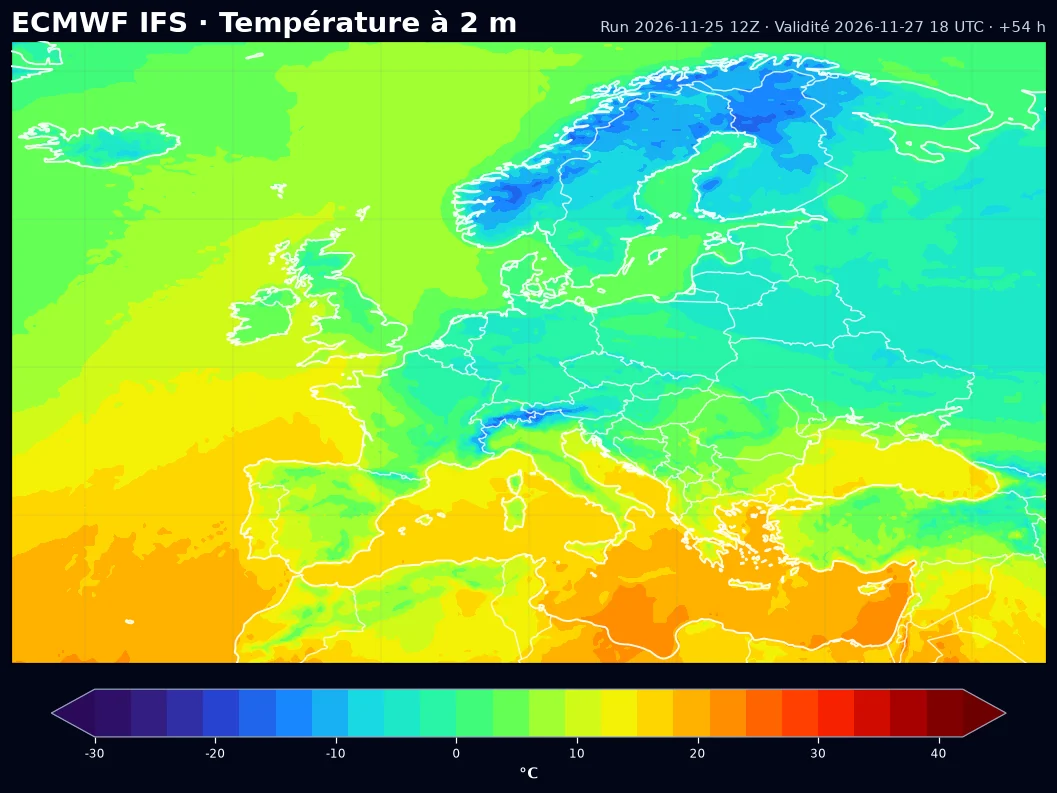 ECMWF IFS · Température à 2 m
Run 2026-11-25 12Z · Validité 2026-11-27 18 UTC · +54 h
-30 -20 -10 0 10 20 30 40
°C